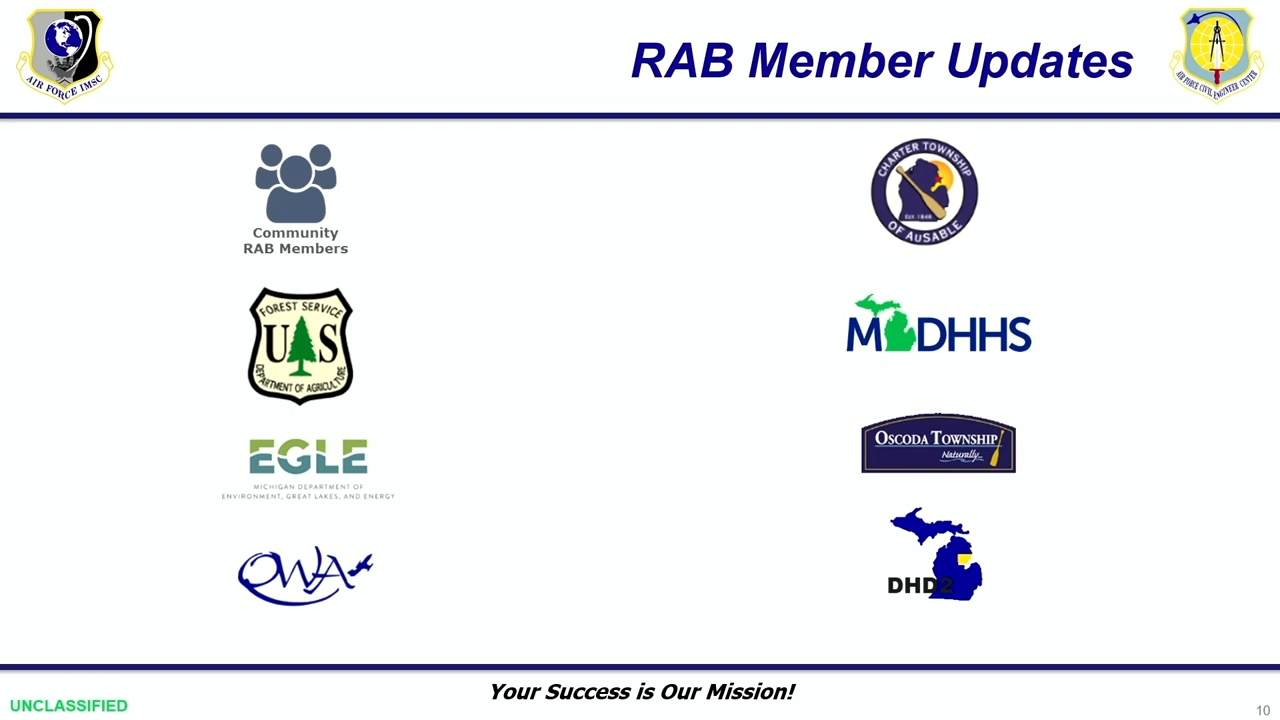 AIR FORCE IMSC
RAB Member Updates
AIR FORCE CIVIL ENGINEER CENTER
Community
RAB Members
CHARTER TOWNSHIP
EST. 1848
OF AUSABLE
FOREST SERVICE
U S
DEPARTMENT OF AGRICULTURE
M DHHS
EGLE
MICHIGAN DEPARTMENT OF
ENVIRONMENT, GREAT LAKES, AND ENERGY
OSCODA TOWNSHIP
Naturally...
OWA
DHD2
Your Success is Our Mission!
UNCLASSIFIED
10